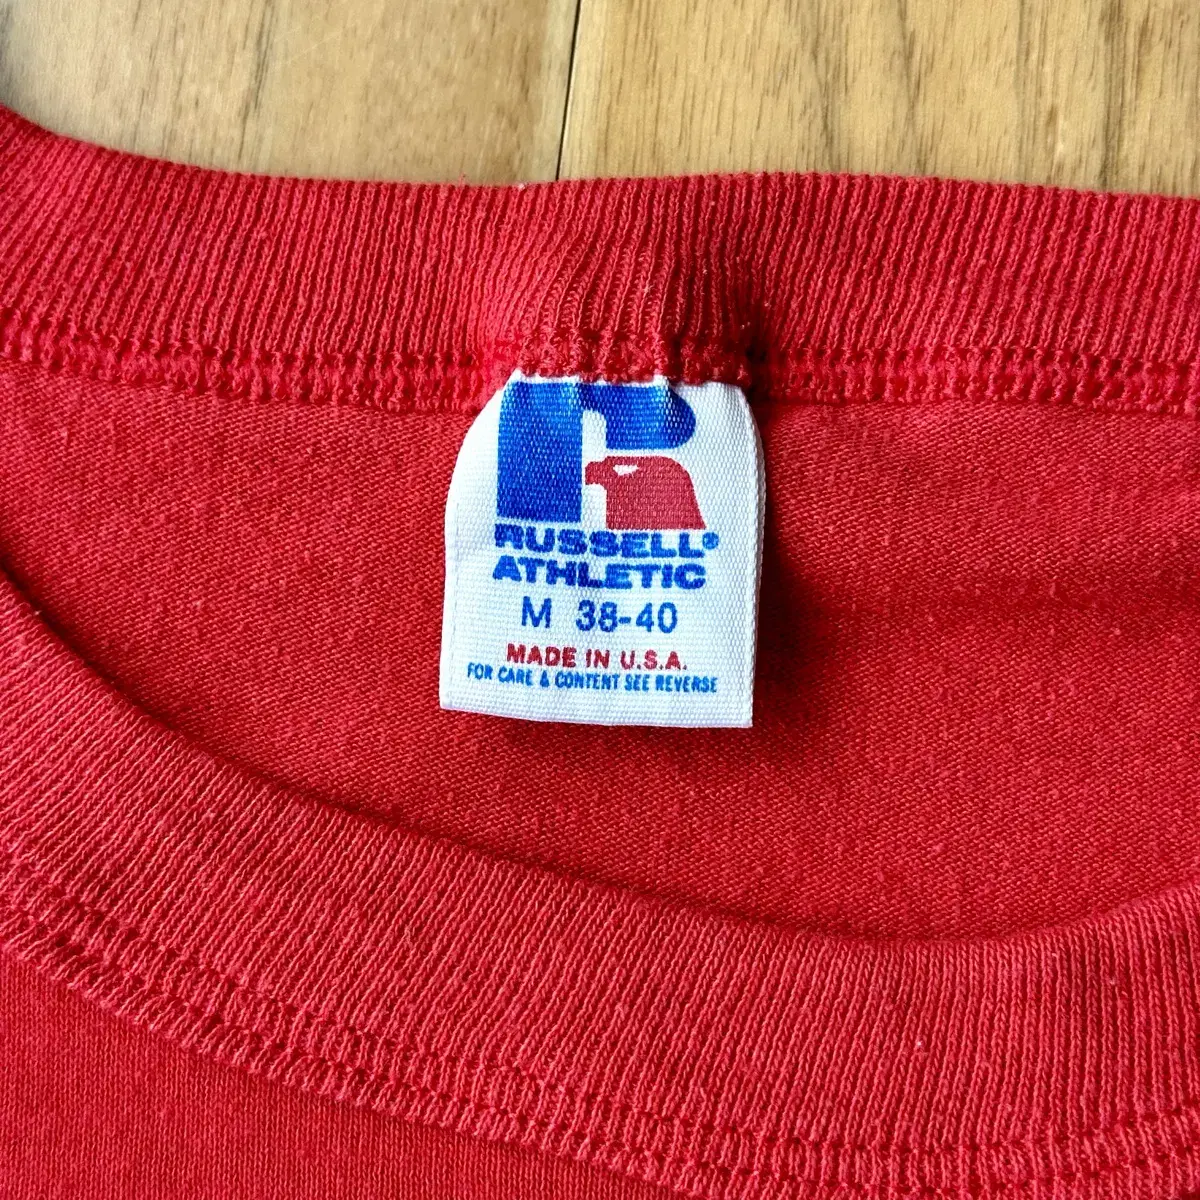 R
RUSSELL®
ATHLETIC
M 38-40
MADE IN U.S.A.
FOR CARE & CONTENT SEE REVERSE